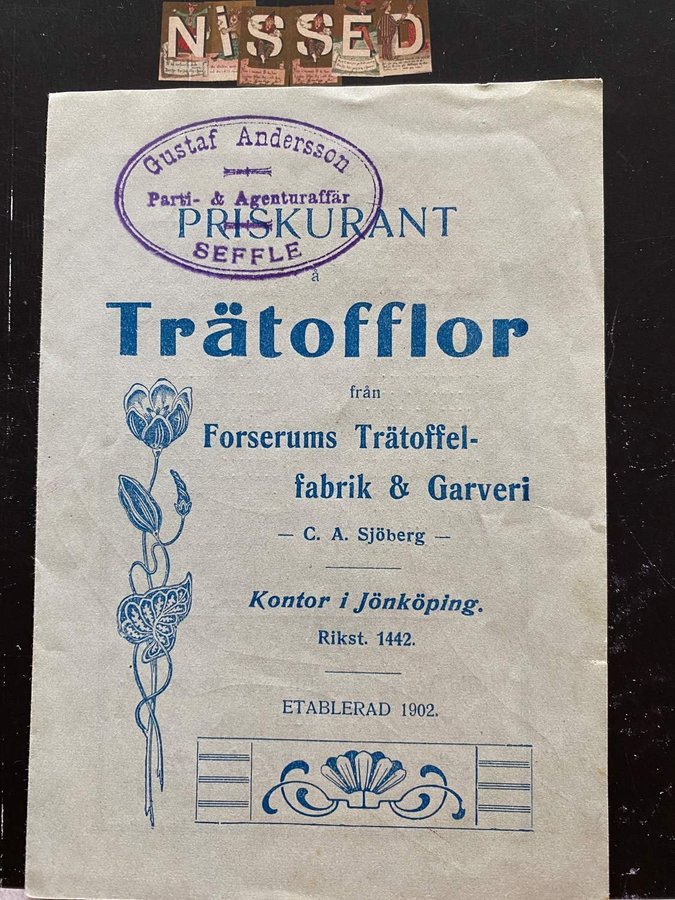 NISSED
Gustaf Andersson
Parti- & Agenturaffär
SEFFLE
PRISKURANT
å
Trätofflor
från
Forserums Trätoffel-
fabrik & Garveri
— C. A. Sjöberg —
Kontor i Jönköping.
Rikst. 1442.
ETABLERAD 1902.